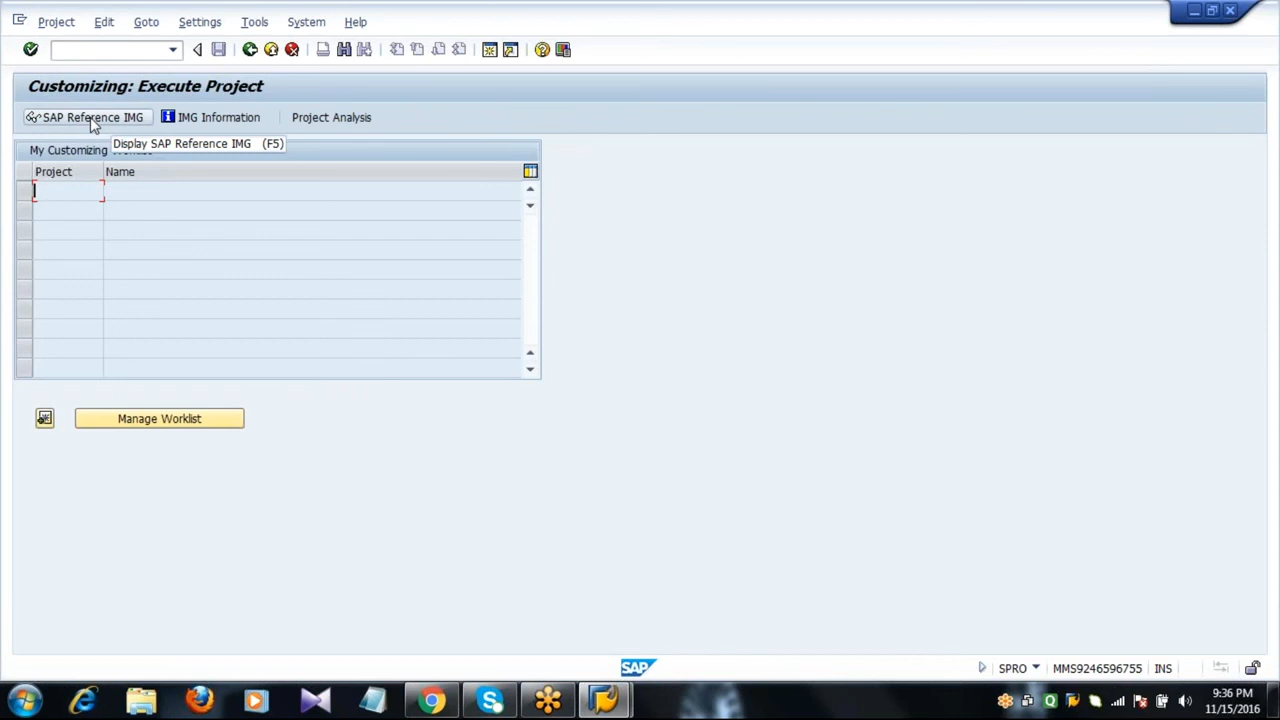 Project Edit Goto Settings Tools System Help
Customizing: Execute Project
SAP Reference IMG IMG Information Project Analysis
Display SAP Reference IMG (F5)
My Customizing
Project Name
Manage Worklist
SAP SPRO MMS9246596755 INS
9:36 PM
11/15/2016